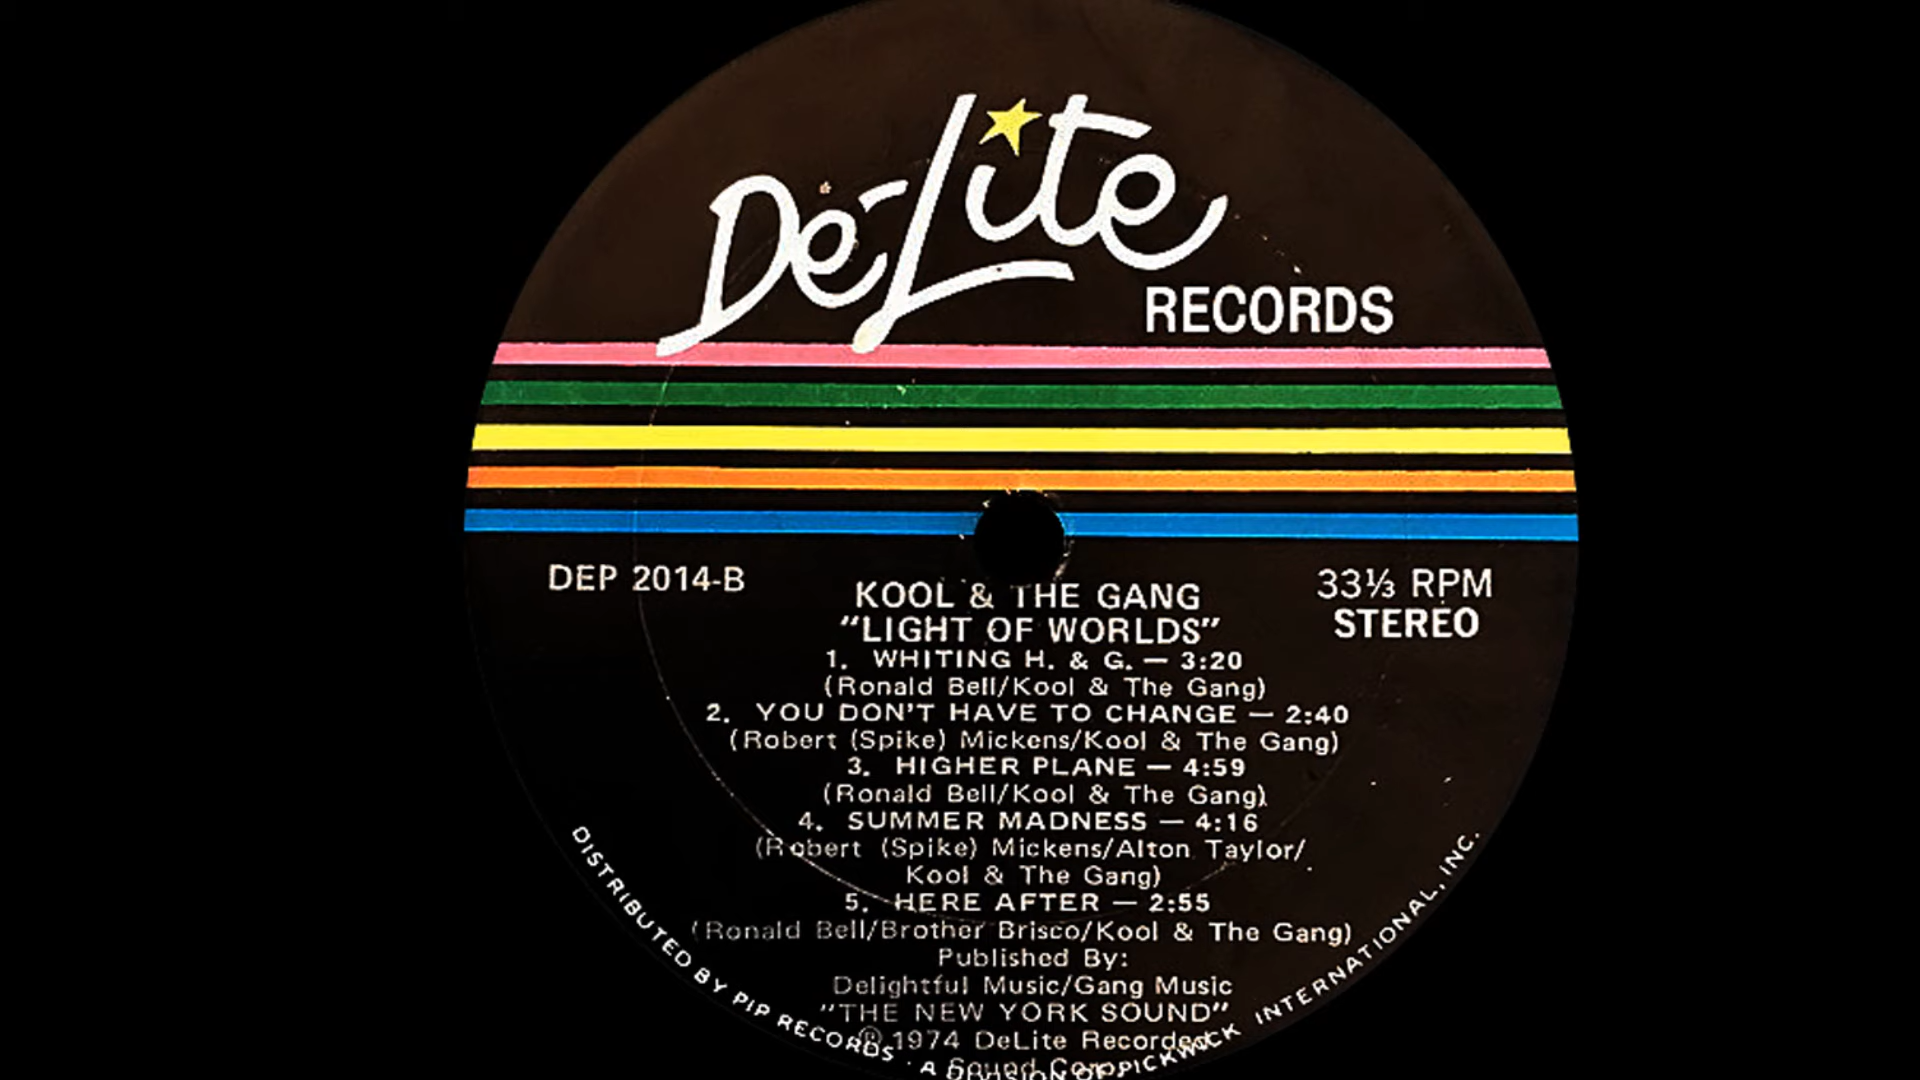 De-Lite
RECORDS
DEP 2014-B
33⅓ RPM
STEREO
KOOL & THE GANG
"LIGHT OF WORLDS"
1. WHITING H. & G. — 3:20
(Ronald Bell/Kool & The Gang)
2. YOU DON'T HAVE TO CHANGE — 2:40
(Robert (Spike) Mickens/Kool & The Gang)
3. HIGHER PLANE — 4:59
(Ronald Bell/Kool & The Gang)
4. SUMMER MADNESS — 4:16
(Robert (Spike) Mickens/Alton Taylor/
Kool & The Gang)
5. HERE AFTER — 2:55
(Ronald Bell/Brother Brisco/Kool & The Gang)
Published By:
Delightful Music/Gang Music
"THE NEW YORK SOUND"
℗ 1974 DeLite Recorded
Sound Corp.
DISTRIBUTED BY PIP RECORDS · A DIVISION OF PICKWICK INTERNATIONAL, INC.